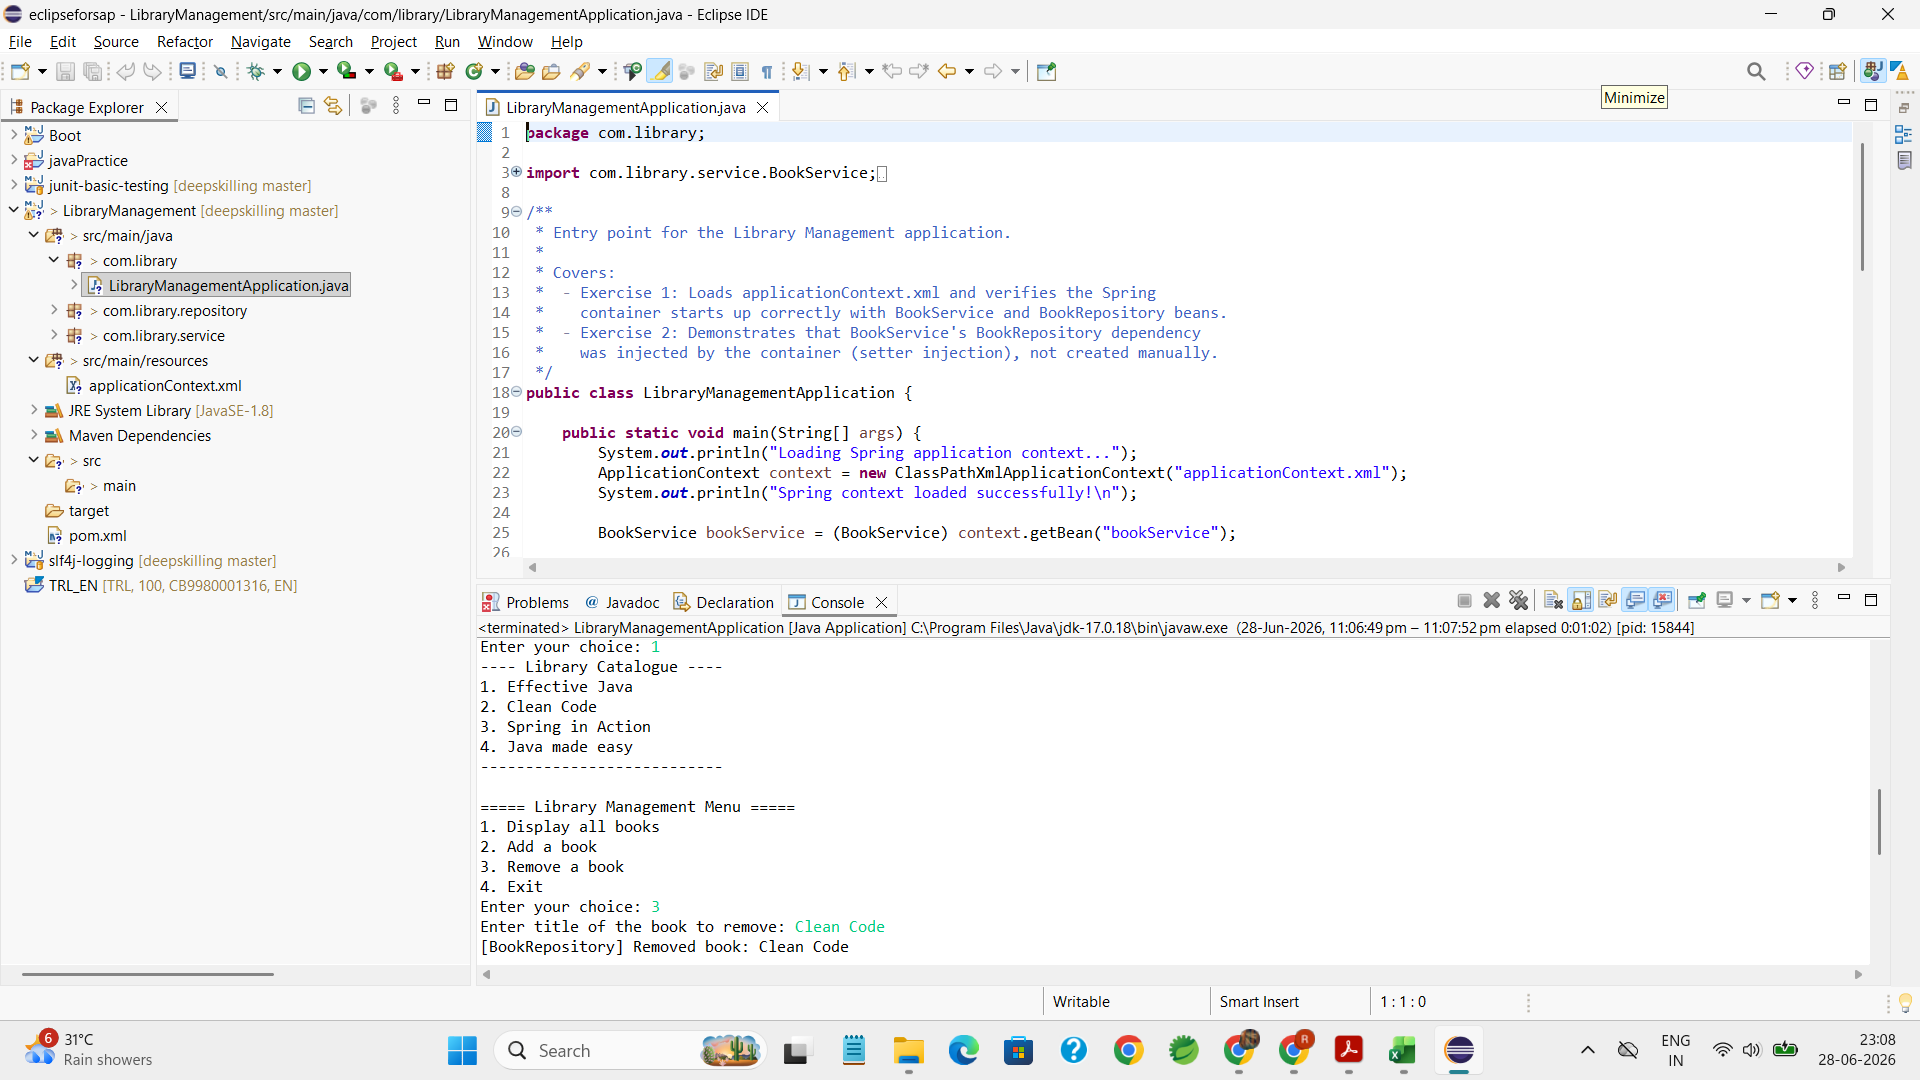 eclipseforsap - LibraryManagement/src/main/java/com/library/LibraryManagementApplication.java - Eclipse IDE
File Edit Source Refactor Navigate Search Project Run Window Help
Minimize
Package Explorer
Boot
javaPractice
junit-basic-testing [deepskilling master]
> LibraryManagement [deepskilling master]
> src/main/java
> com.library
LibraryManagementApplication.java
> com.library.repository
> com.library.service
> src/main/resources
applicationContext.xml
JRE System Library [JavaSE-1.8]
Maven Dependencies
> src
> main
target
pom.xml
slf4j-logging [deepskilling master]
TRL_EN [TRL, 100, CB9980001316, EN]
LibraryManagementApplication.java
1 package com.library;
2
3 import com.library.service.BookService;
8
9 /**
10 * Entry point for the Library Management application.
11 *
12 * Covers:
13 * - Exercise 1: Loads applicationContext.xml and verifies the Spring
14 * container starts up correctly with BookService and BookRepository beans.
15 * - Exercise 2: Demonstrates that BookService's BookRepository dependency
16 * was injected by the container (setter injection), not created manually.
17 */
18 public class LibraryManagementApplication {
19
20 public static void main(String[] args) {
21 System.out.println("Loading Spring application context...");
22 ApplicationContext context = new ClassPathXmlApplicationContext("applicationContext.xml");
23 System.out.println("Spring context loaded successfully!\n");
24
25 BookService bookService = (BookService) context.getBean("bookService");
26
Problems Javadoc Declaration Console
<terminated> LibraryManagementApplication [Java Application] C:\Program Files\Java\jdk-17.0.18\bin\javaw.exe (28-Jun-2026, 11:06:49 pm – 11:07:52 pm elapsed 0:01:02) [pid: 15844]
Enter your choice: 1
---- Library Catalogue ----
1. Effective Java
2. Clean Code
3. Spring in Action
4. Java made easy
---------------------------
===== Library Management Menu =====
1. Display all books
2. Add a book
3. Remove a book
4. Exit
Enter your choice: 3
Enter title of the book to remove: Clean Code
[BookRepository] Removed book: Clean Code
Writable Smart Insert 1 : 1 : 0
6
31°C
Rain showers
Search
R
ENG
IN
23:08
28-06-2026